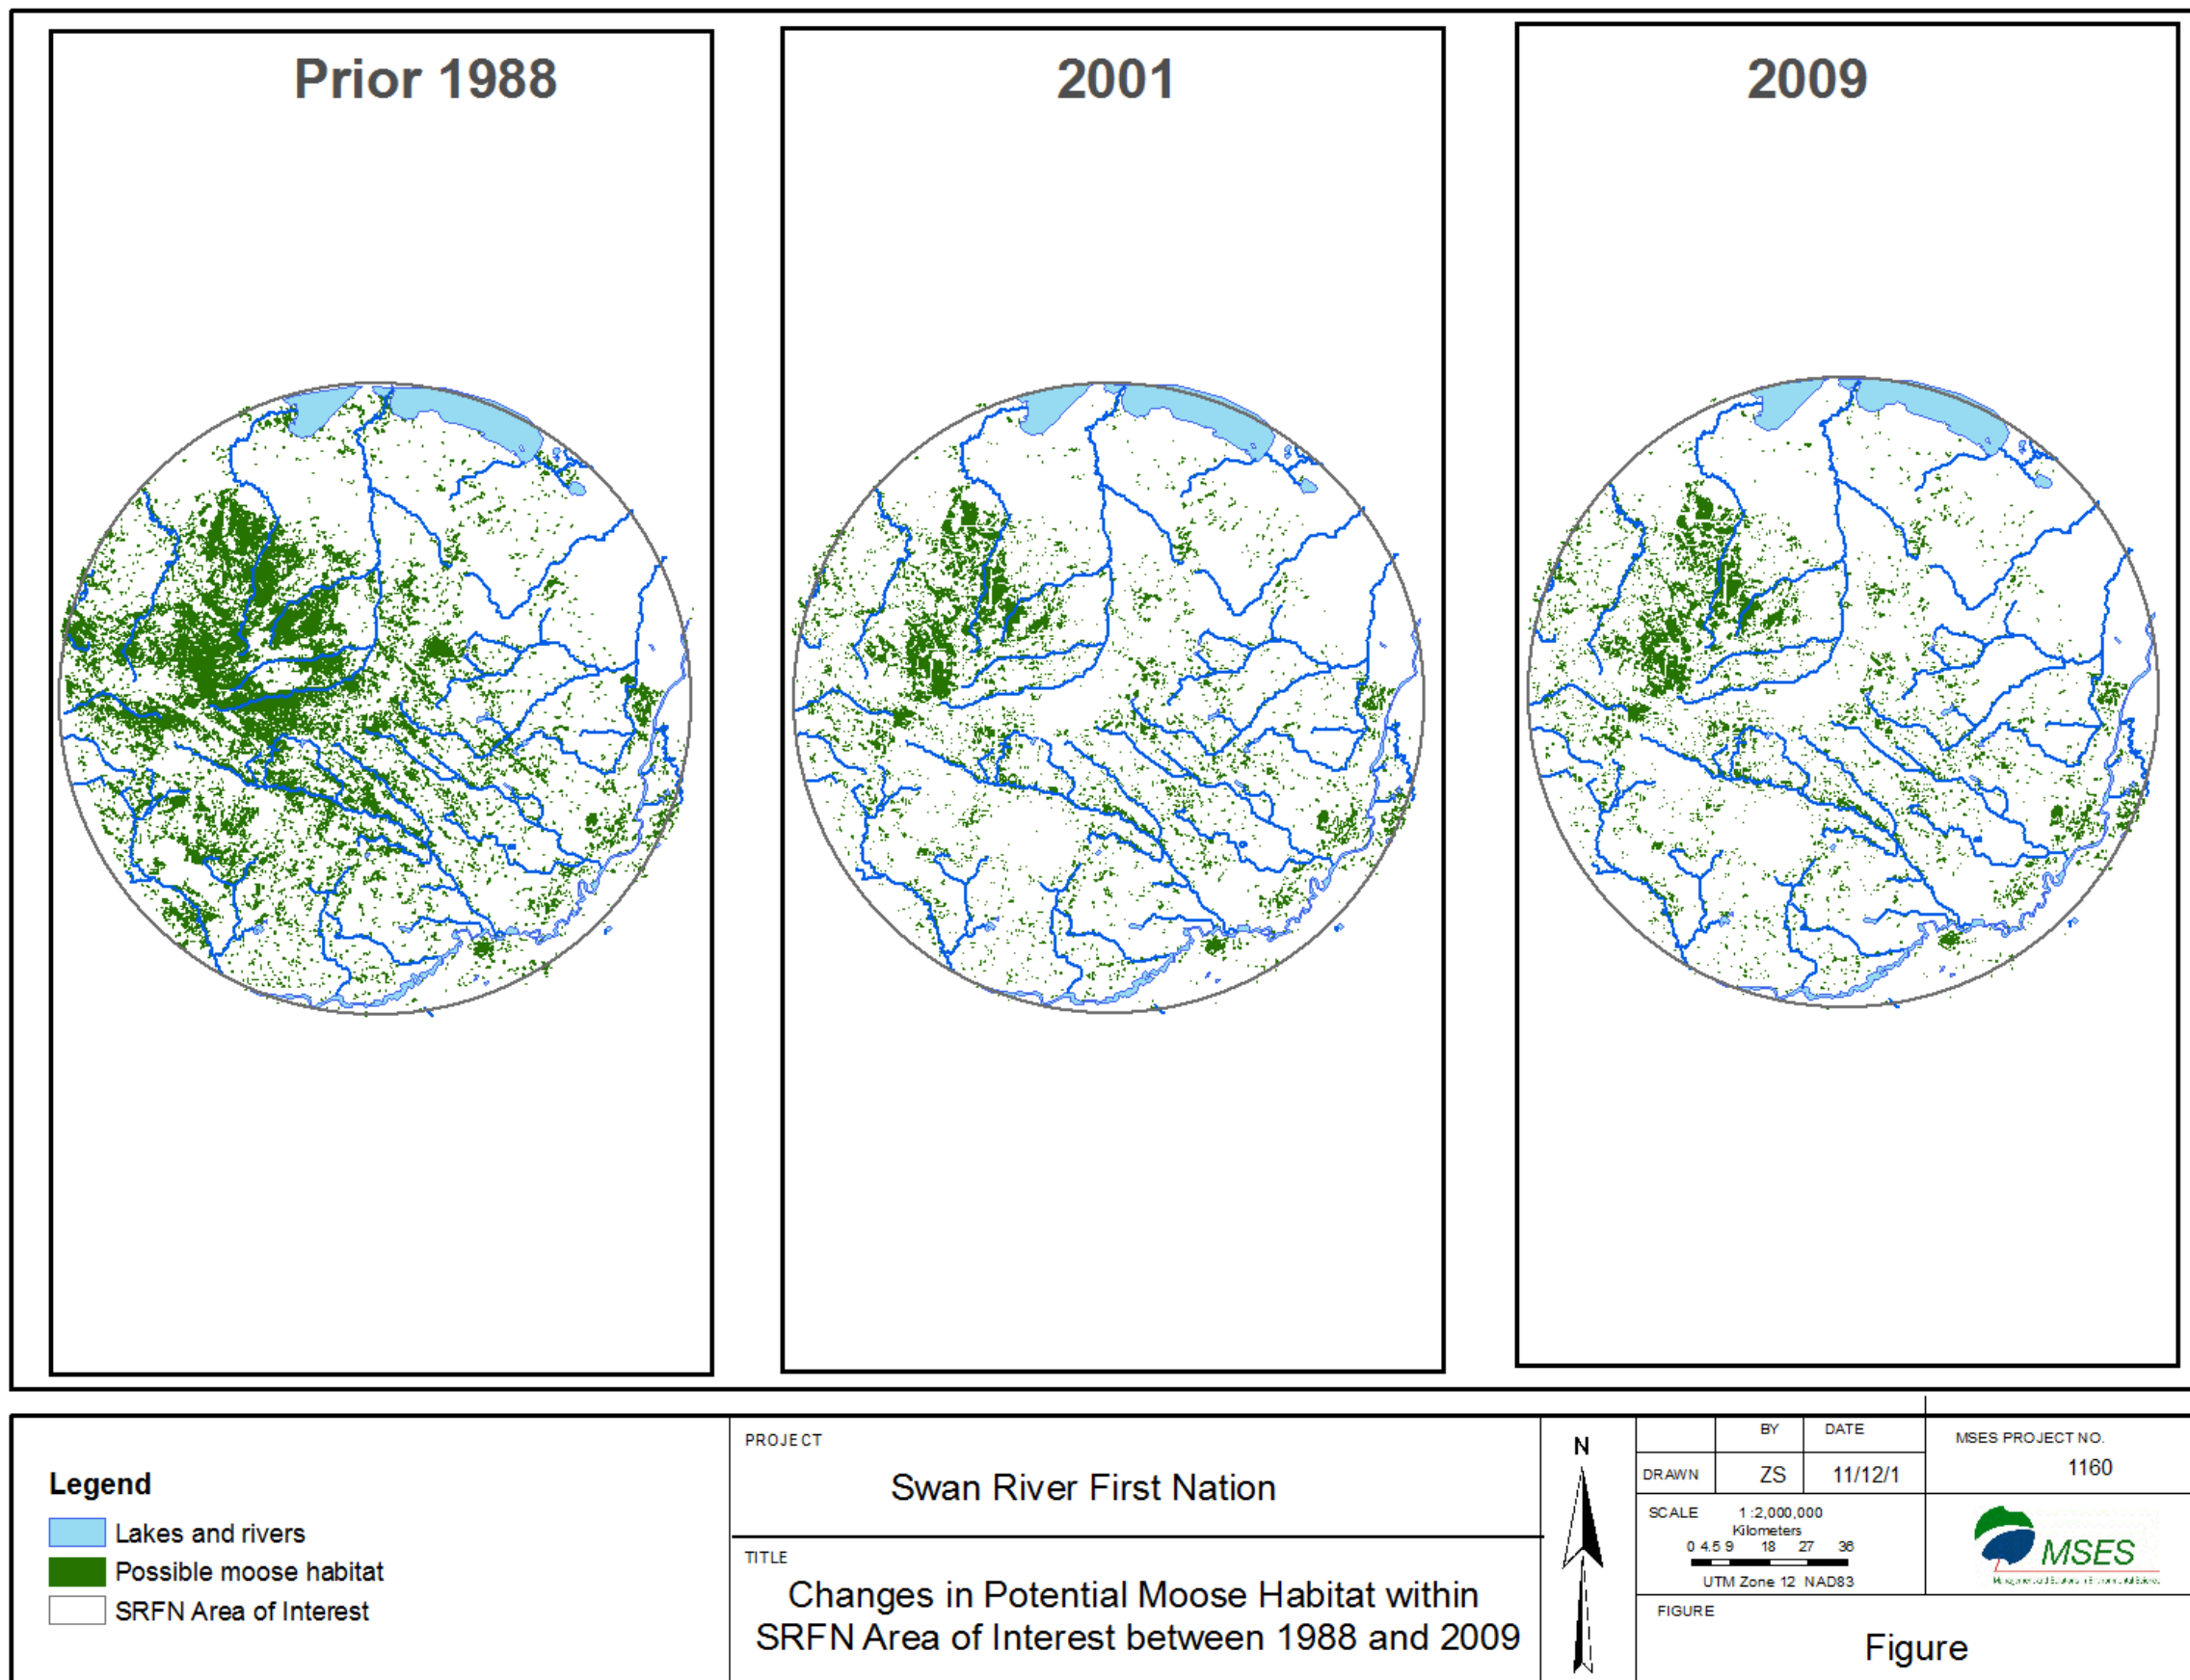 Prior 1988
2001
2009
Legend
Lakes and rivers
Possible moose habitat
SRFN Area of Interest
PROJECT
Swan River First Nation
TITLE
Changes in Potential Moose Habitat within
SRFN Area of Interest between 1988 and 2009
N
BY DATE
DRAWN ZS 11/12/1
SCALE 1:2,000,000
Kilometers
0 4.5 9 18 27 36
UTM Zone 12 NAD83
MSES PROJECT NO.
1160
MSES
FIGURE
Figure